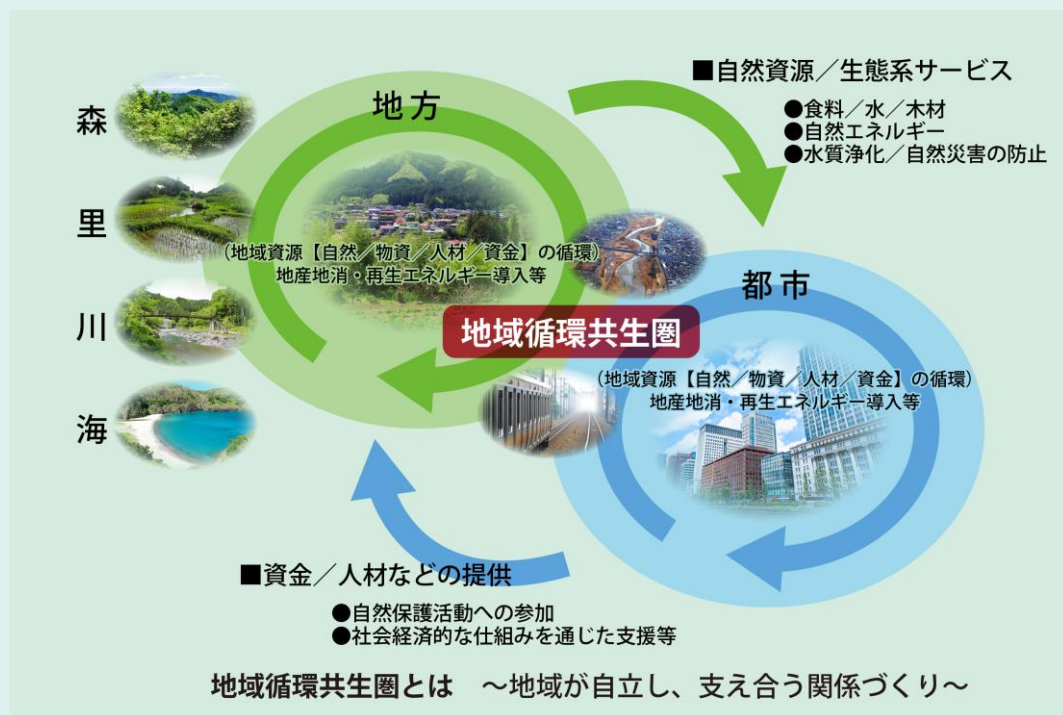 ■自然資源／生態系サービス
●食料／水／木材
●自然エネルギー
●水質浄化／自然災害の防止
地方
森
里
川
海
（地域資源【自然／物資／人材／資金】の循環）
地産地消・再生エネルギー導入等
都市
地域循環共生圏
（地域資源【自然／物資／人材／資金】の循環）
地産地消・再生エネルギー導入等
■資金／人材などの提供
●自然保護活動への参加
●社会経済的な仕組みを通じた支援等
地域循環共生圏とは　～地域が自立し、支え合う関係づくり～